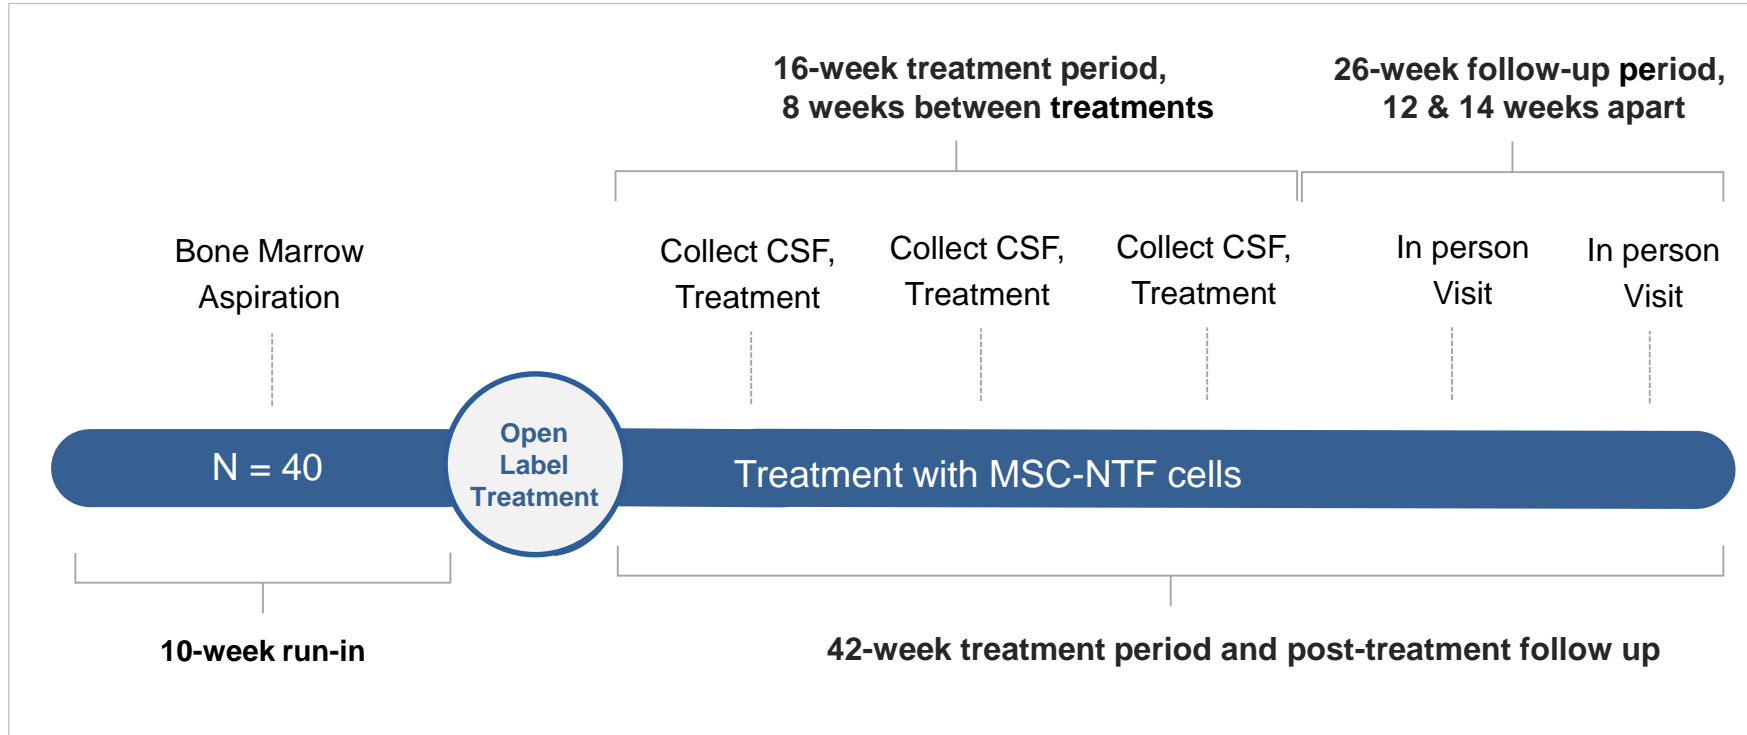 16-week treatment period,
8 weeks between treatments
26-week follow-up period,
12 & 14 weeks apart
Bone Marrow
Aspiration
Collect CSF,
Treatment
Collect CSF,
Treatment
Collect CSF,
Treatment
In person
Visit
In person
Visit
N = 40
Open
Label
Treatment
Treatment with MSC-NTF cells
10-week run-in
42-week treatment period and post-treatment follow up